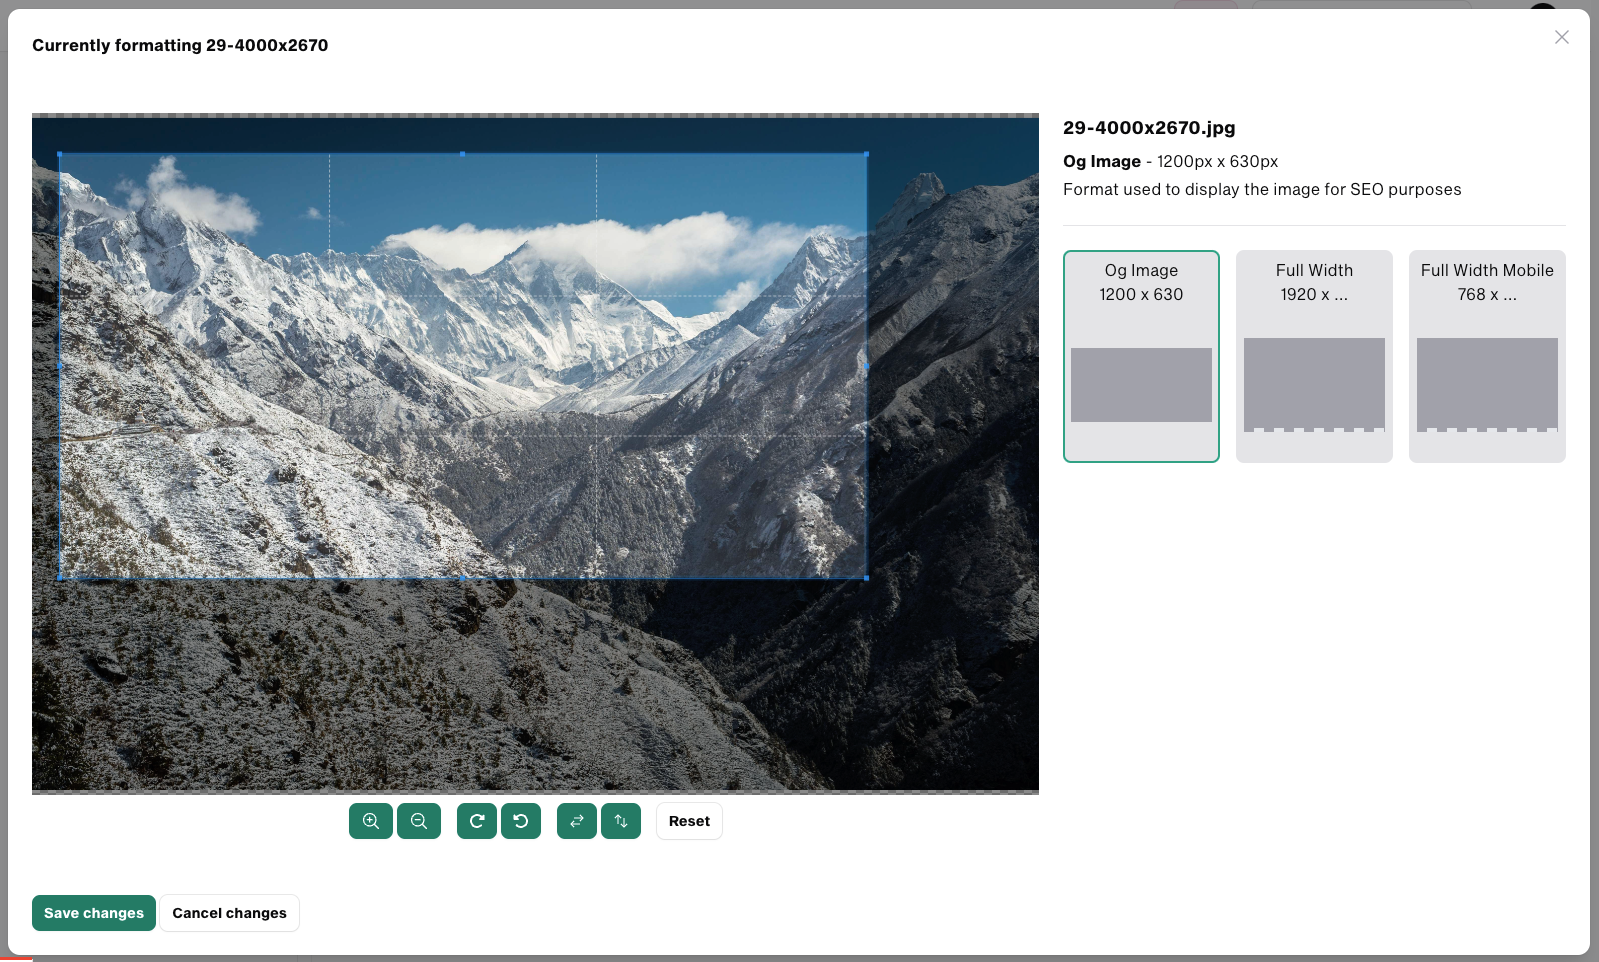 Currently formatting 29-4000x2670
29-4000x2670.jpg
Og Image - 1200px x 630px
Format used to display the image for SEO purposes
Og Image
1200 x 630
Full Width
1920 x ...
Full Width Mobile
768 x ...
Reset
Save changes
Cancel changes